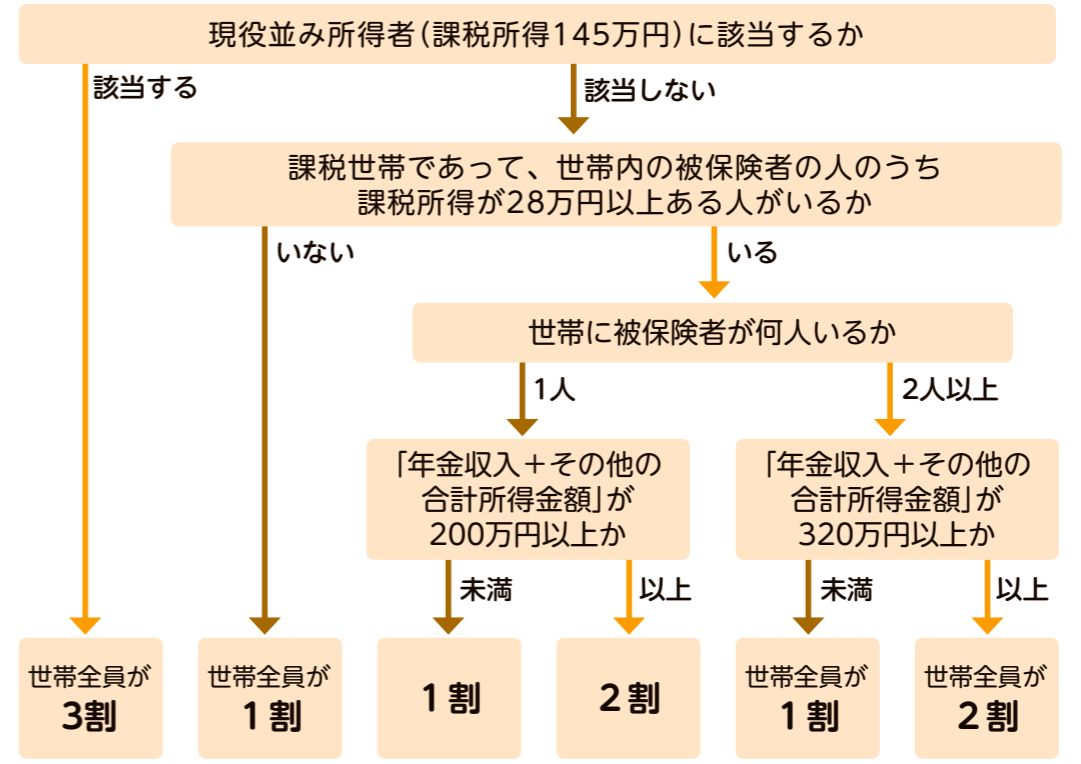 現役並み所得者(課税所得145万円)に該当するか
該当する
該当しない
課税世帯であって、世帯内の被保険者の人のうち
課税所得が28万円以上ある人がいるか
いない
いる
世帯に被保険者が何人いるか
1人
2人以上
「年金収入+その他の
合計所得金額」が
200万円以上か
「年金収入+その他の
合計所得金額」が
320万円以上か
未満
以上
未満
以上
世帯全員が
3割
世帯全員が
1割
1割
2割
世帯全員が
1割
世帯全員が
2割